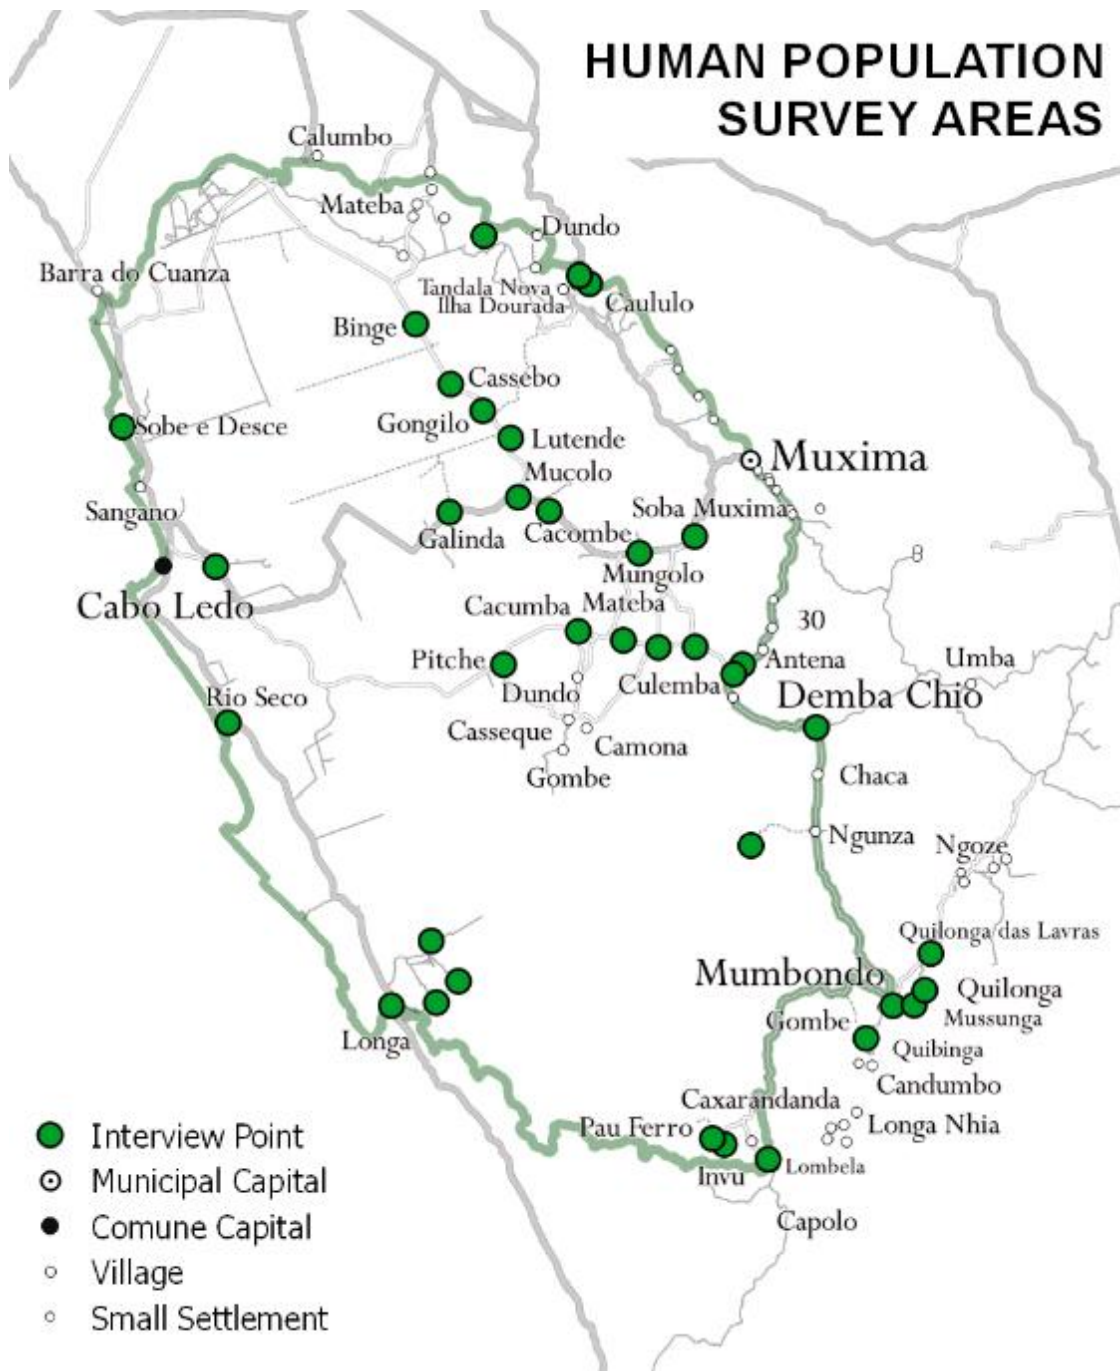 HUMAN POPULATION
SURVEY AREAS
Calumbo
Mateba
Dundo
Barra do Cuanza
Tandala Nova
Ilha Dourada
Caululo
Binge
Cassebo
Gongilo
Sobe e Desce
Lutende
Muxima
Mucolo
Sangano
Soba Muxima
Galinda
Cacombe
Mungolo
Cabo Ledo
Cacumba
Mateba
30
Pitche
Antena
Umba
Dundo
Culemba
Demba Chio
Rio Seco
Casseque
Camona
Gombe
Chaca
Ngunza
Ngoze
Quilonga das Lavras
Mumbondo
Quilonga
Gombe
Mussunga
Longa
Quibinga
Candumbo
Caxarandanda
Pau Ferro
Longa Nhia
Invu
Lombela
Capolo
Interview Point
Municipal Capital
Comune Capital
Village
Small Settlement